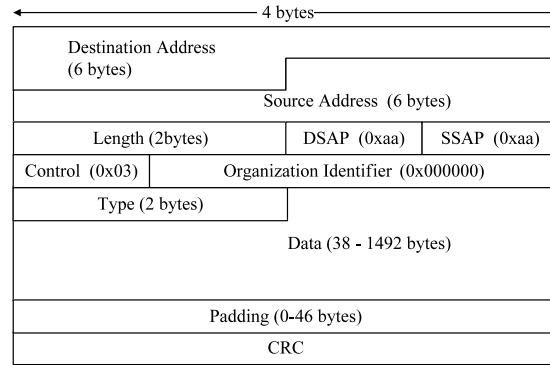 4 bytes
Destination Address
(6 bytes)
Source Address (6 bytes)
Length (2bytes) DSAP (0xaa) SSAP (0xaa)
Control (0x03) Organization Identifier (0x000000)
Type (2 bytes)
Data (38 - 1492 bytes)
Padding (0-46 bytes)
CRC